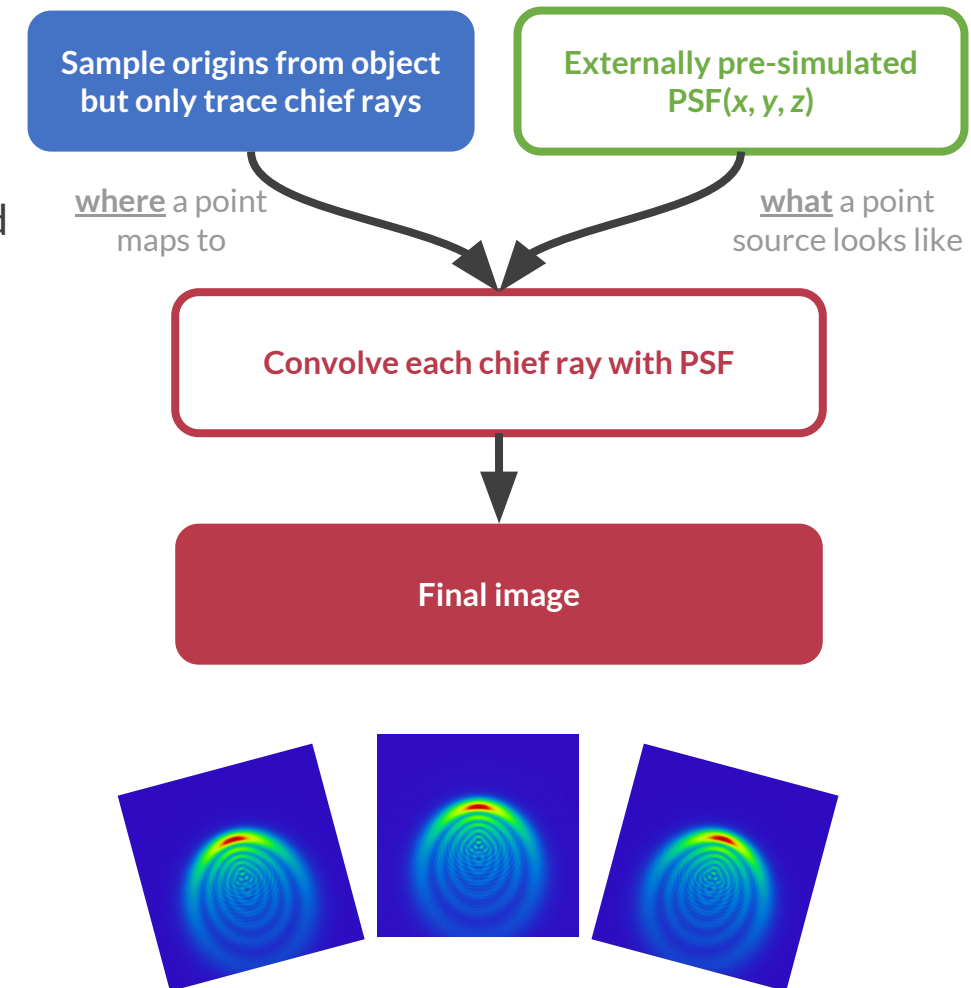 Sample origins from object
but only trace chief rays
Externally pre-simulated
PSF(x, y, z)
where a point
maps to
what a point
source looks like
Convolve each chief ray with PSF
Final image